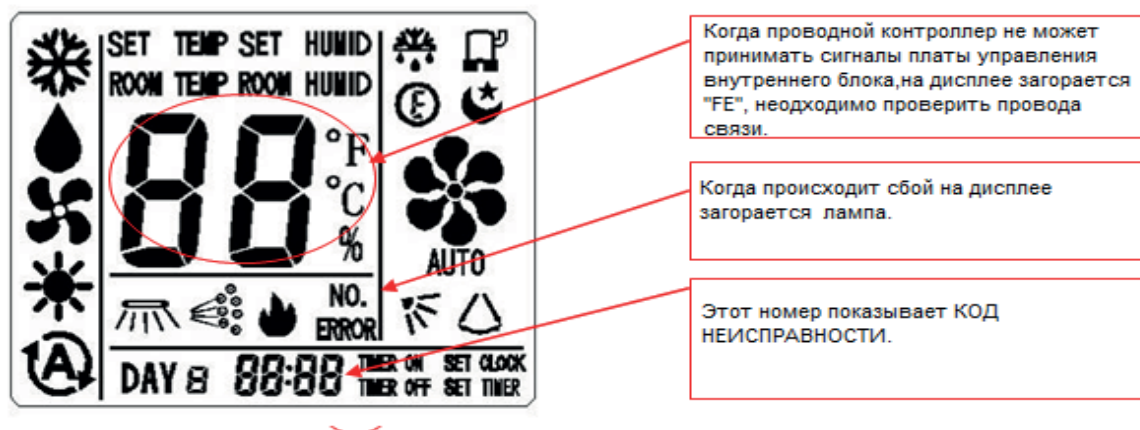 SET TEMP SET HUMID
ROOM TEMP ROOM HUMID
88
°F
°C
%
AUTO
NO.
ERROR
A
DAY 8 88:88 TIMER ON SET CLOCK
TIMER OFF SET TIMER
Когда проводной контроллер не может
принимать сигналы платы управления
внутреннего блока,на дисплее загорается
"FE", неодходимо проверить провода
связи.
Когда происходит сбой на дисплее
загорается лампа.
Этот номер показывает КОД
НЕИСПРАВНОСТИ.